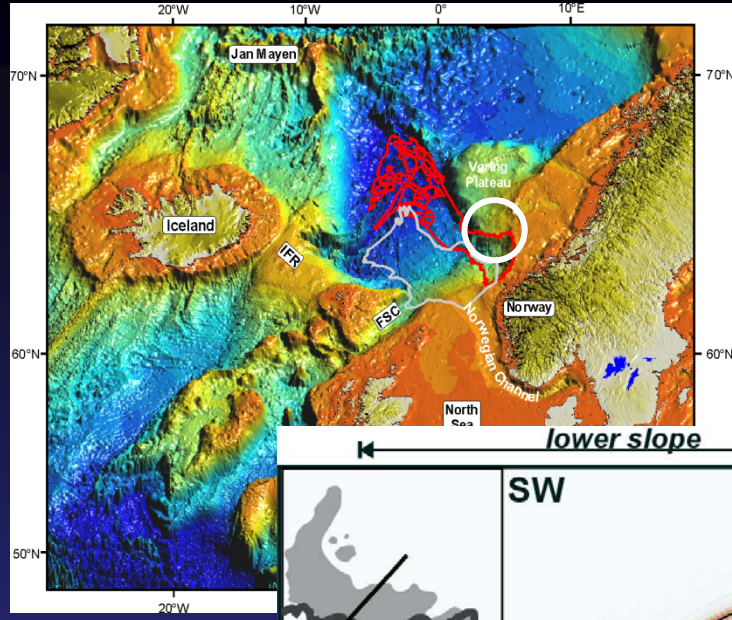 20°W 10°W 0°E 10°E
70°N
70°N
Jan Mayen
Vøring
Plateau
Iceland
IFR
FSC
Norway
Norwegian Channel
60°N
60°N
North
Sea
50°N
20°W
lower slope
SW